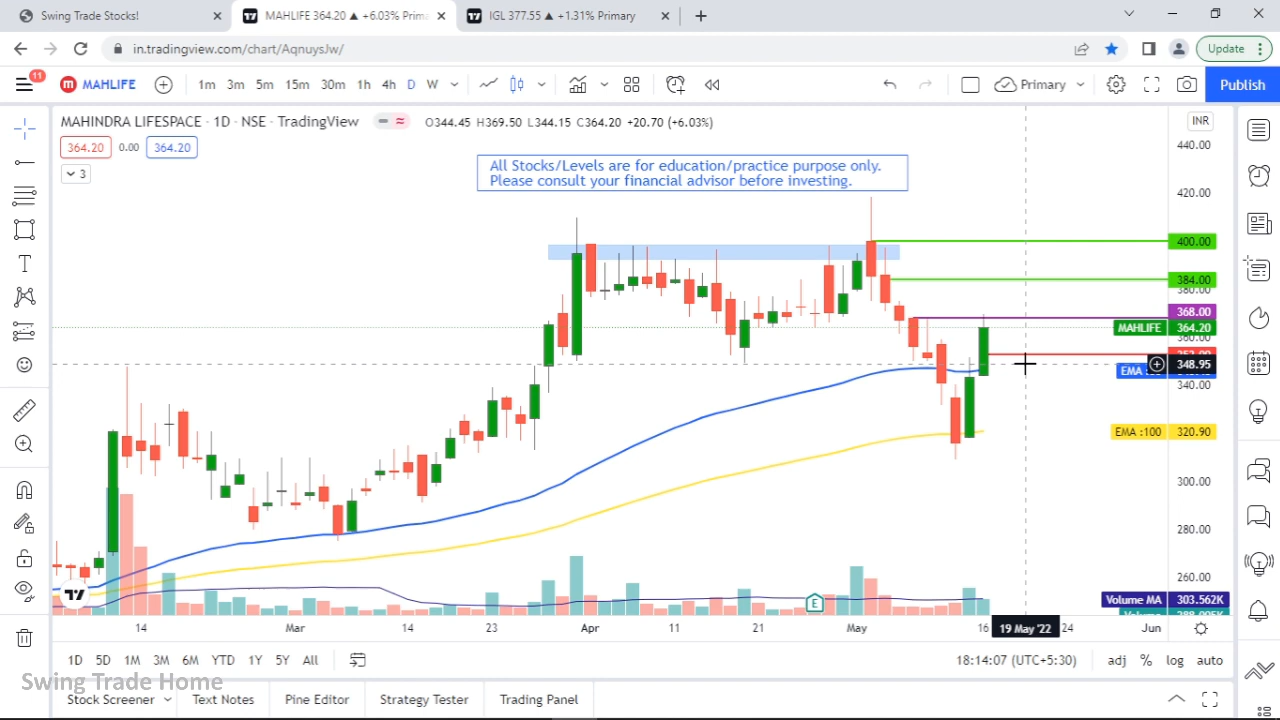 Swing Trade Stocks!
MAHLIFE 364.20 ▲ +6.03% Prima
IGL 377.55 ▲ +1.31% Primary
in.tradingview.com/chart/AqnuysJw/
Update
11
MAHLIFE
1m 3m 5m 15m 30m 1h 4h D W
Primary
Publish
MAHINDRA LIFESPACE · 1D · NSE · TradingView
O344.45 H369.50 L344.15 C364.20 +20.70 (+6.03%)
INR
364.20 0.00 364.20
3
All Stocks/Levels are for education/practice purpose only.
Please consult your financial advisor before investing.
440.00
420.00
400.00
384.00
380.00
368.00
MAHLIFE 364.20
360.00
348.95
EMA
340.00
EMA :100 320.90
300.00
280.00
260.00
E
Volume MA 303.562K
14 Mar 14 23 Apr 11 21 May 16 19 May '22 24 Jun
1D 5D 1M 3M 6M YTD 1Y 5Y All
18:14:07 (UTC+5:30)
adj % log auto
Swing Trade Home
Stock Screener Text Notes Pine Editor Strategy Tester Trading Panel